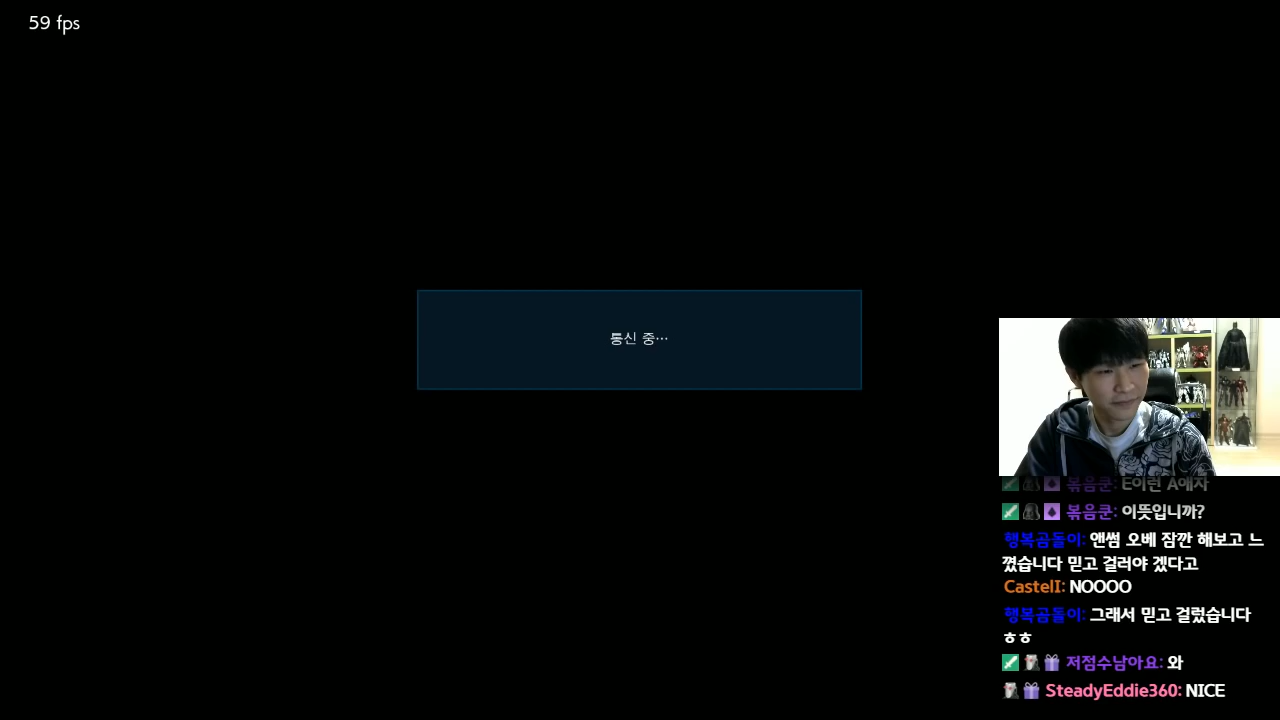 59 fps
통신 중…
볶음쿤: E이런 A에자
볶음쿤: 이뜻입니까?
행복곰돌이: 앤썸 오베 잠깐 해보고 느
꼈습니다 믿고 걸러야 겠다고
CastelI: NOOOO
행복곰돌이: 그래서 믿고 걸렀습니다
ㅎㅎ
저점수남아요: 와
SteadyEddie360: NICE